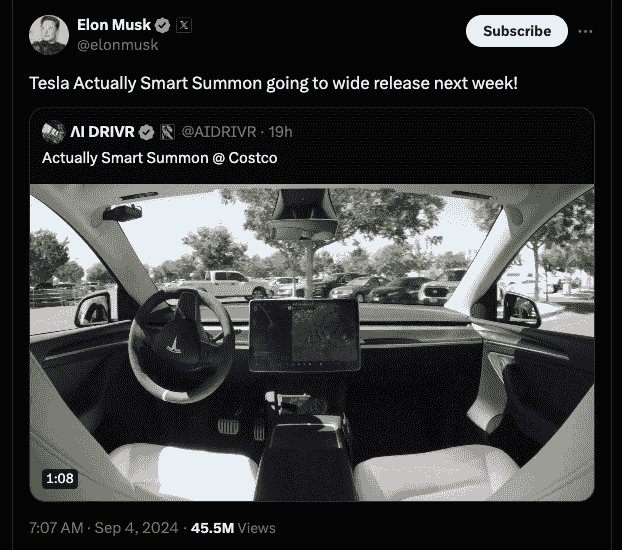 Elon Musk
Subscribe
@elonmusk
Tesla Actually Smart Summon going to wide release next week!
ΛI DRIVR @AIDRIVR · 19h
Actually Smart Summon @ Costco
1:08
7:07 AM · Sep 4, 2024 · 45.5M Views